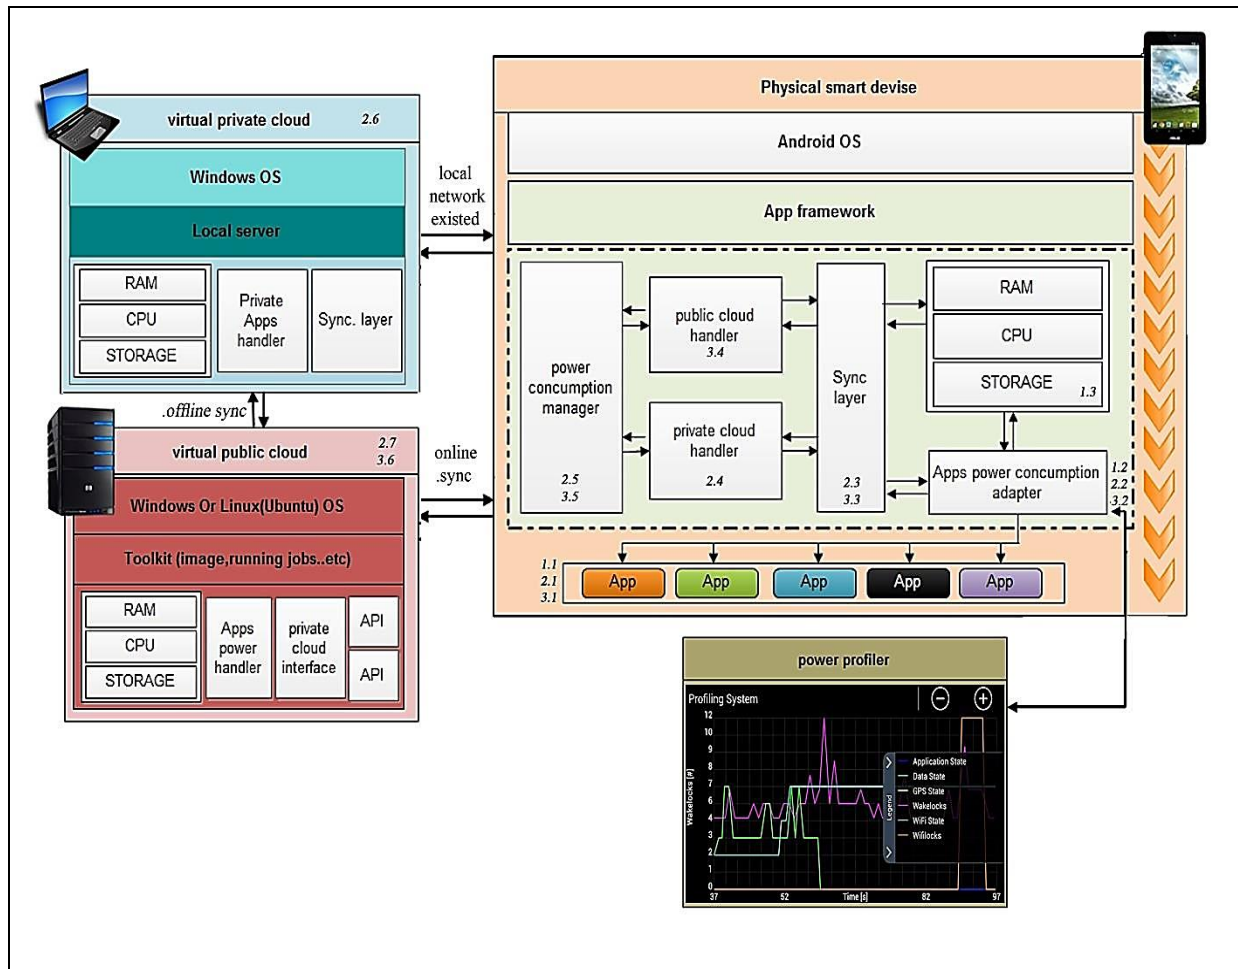 virtual private cloud 2.6
Windows OS
Local server
RAM
CPU
STORAGE
Private
Apps
handler
Sync. layer
.offline sync
virtual public cloud
2.7
3.6
Windows Or Linux(Ubuntu) OS
Toolkit (image,running jobs..etc)
RAM
CPU
STORAGE
Apps
power
handler
private
cloud
interface
API
API
local
network
existed
online
.sync
Physical smart devise
Android OS
App framework
power
concumption
manager
2.5
3.5
public cloud
handler
3.4
private cloud
handler
2.4
Sync
layer
2.3
3.3
RAM
CPU
STORAGE
1.3
Apps power concumption
adapter
1.2
2.2
3.2
1.1
2.1
3.1
App
App
App
App
App
power profiler
Profiling System
Wakelocks [#]
12
10
9
8
7
6
5
4
3
2
1
0
37
52
Time [s]
82
97
Legend
Application State
Data State
GPS State
Wakelocks
WiFi State
Wifilocks